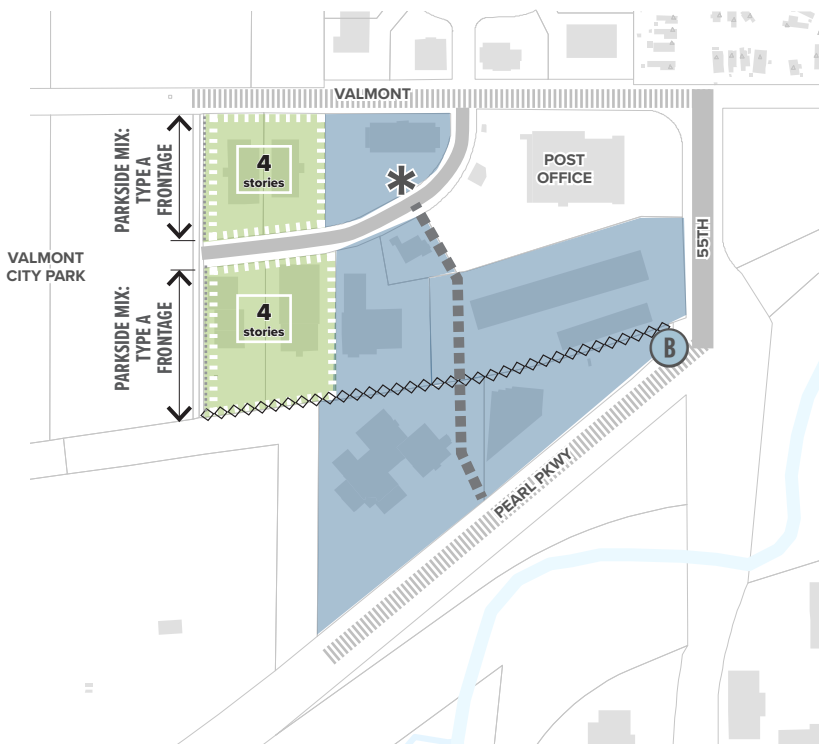 VALMONT
PARKSIDE MIX:
TYPE A
FRONTAGE
4
stories
*
POST
OFFICE
VALMONT
CITY PARK
55TH
PARKSIDE MIX:
TYPE A
FRONTAGE
4
stories
B
PEARL PKWY